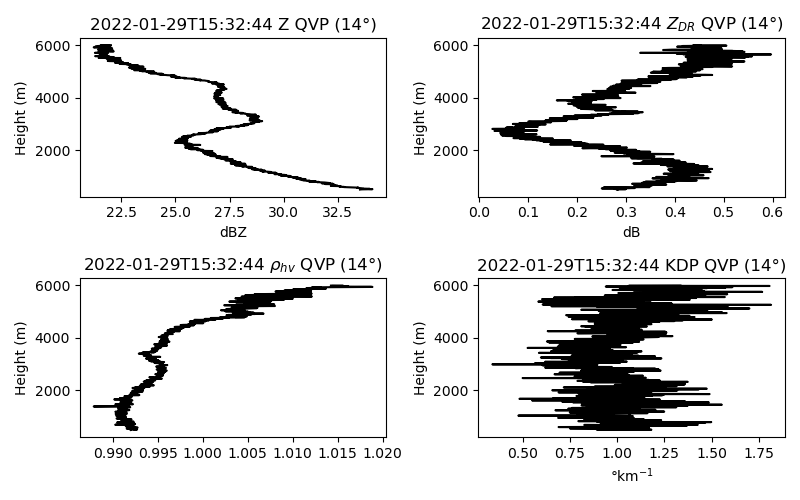 2022-01-29T15:32:44 Z QVP (14°)
6000
4000
2000
Height (m)
22.5 25.0 27.5 30.0 32.5
dBZ
2022-01-29T15:32:44 Z_DR QVP (14°)
6000
4000
2000
Height (m)
0.0 0.1 0.2 0.3 0.4 0.5 0.6
dB
2022-01-29T15:32:44 ρ_hv QVP (14°)
6000
4000
2000
Height (m)
0.990 0.995 1.000 1.005 1.010 1.015 1.020
2022-01-29T15:32:44 KDP QVP (14°)
6000
4000
2000
Height (m)
0.50 0.75 1.00 1.25 1.50 1.75
°km⁻¹